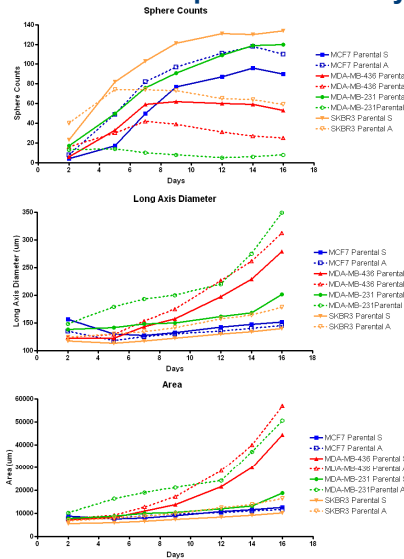 Sphere Counts
Sphere Counts
140
120
100
80
60
40
20
0
0 2 4 6 8 10 12 14 16 18
Days
MCF7 Parental S
MCF7 Parental A
MDA-MB-436 Parental
MDA-MB-436 Parental
MDA-MB-231 Parental
MDA-MB-231Parental
SKBR3 Parental S
SKBR3 Parental A
Long Axis Diameter
Long Axis Diameter (um)
350
300
250
200
150
100
0 2 4 6 8 10 12 14 16 18
Days
MCF7 Parental S
MCF7 Parental A
MDA-MB-436 Parental
MDA-MB-436 Parental
MDA-MB-231 Parental
MDA-MB-231Parental
SKBR3 Parental S
SKBR3 Parental A
Area
Area (um)
60000
50000
40000
30000
20000
10000
0
0 2 4 6 8 10 12 14 16 18
Days
MCF7 Parental S
MCF7 Parental A
MDA-MB-436 Parental S
MDA-MB-436 Parental A
MDA-MB-231 Parental S
MDA-MB-231Parental A
SKBR3 Parental S
SKBR3 Parental A